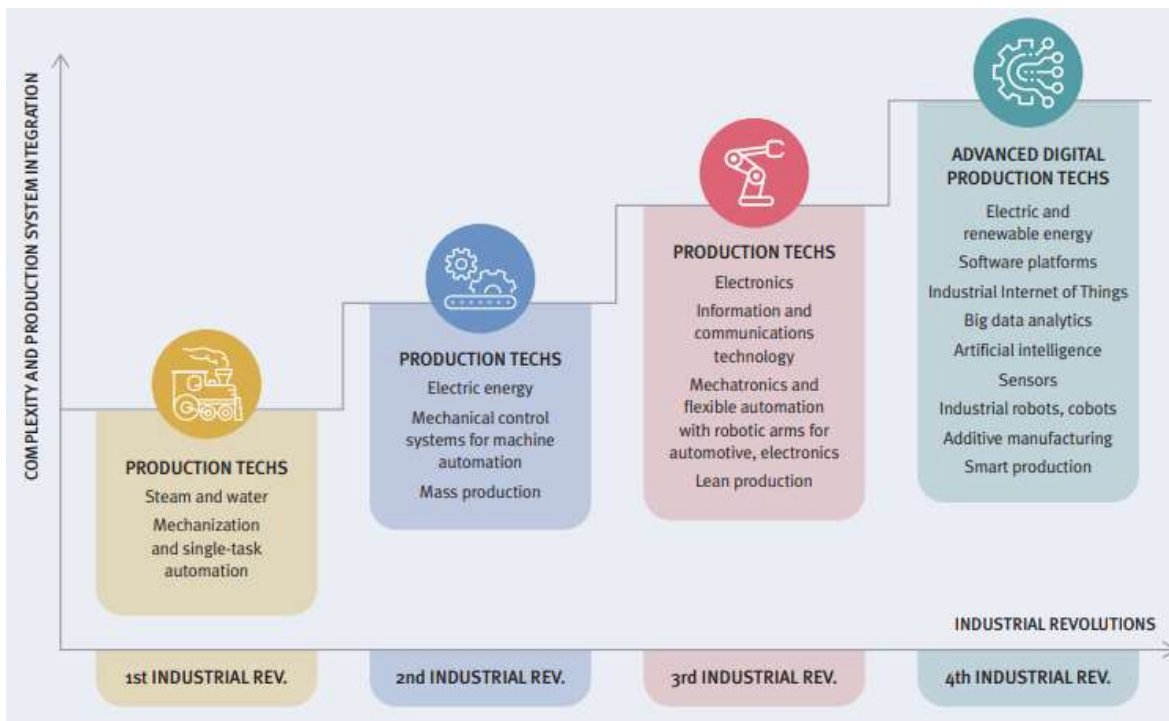 COMPLEXITY AND PRODUCTION SYSTEM INTEGRATION
PRODUCTION TECHS
Steam and water
Mechanization
and single-task
automation
PRODUCTION TECHS
Electric energy
Mechanical control
systems for machine
automation
Mass production
PRODUCTION TECHS
Electronics
Information and
communications
technology
Mechatronics and
flexible automation
with robotic arms for
automotive, electronics
Lean production
ADVANCED DIGITAL
PRODUCTION TECHS
Electric and
renewable energy
Software platforms
Industrial Internet of Things
Big data analytics
Artificial intelligence
Sensors
Industrial robots, cobots
Additive manufacturing
Smart production
INDUSTRIAL REVOLUTIONS
1st INDUSTRIAL REV.
2nd INDUSTRIAL REV.
3rd INDUSTRIAL REV.
4th INDUSTRIAL REV.